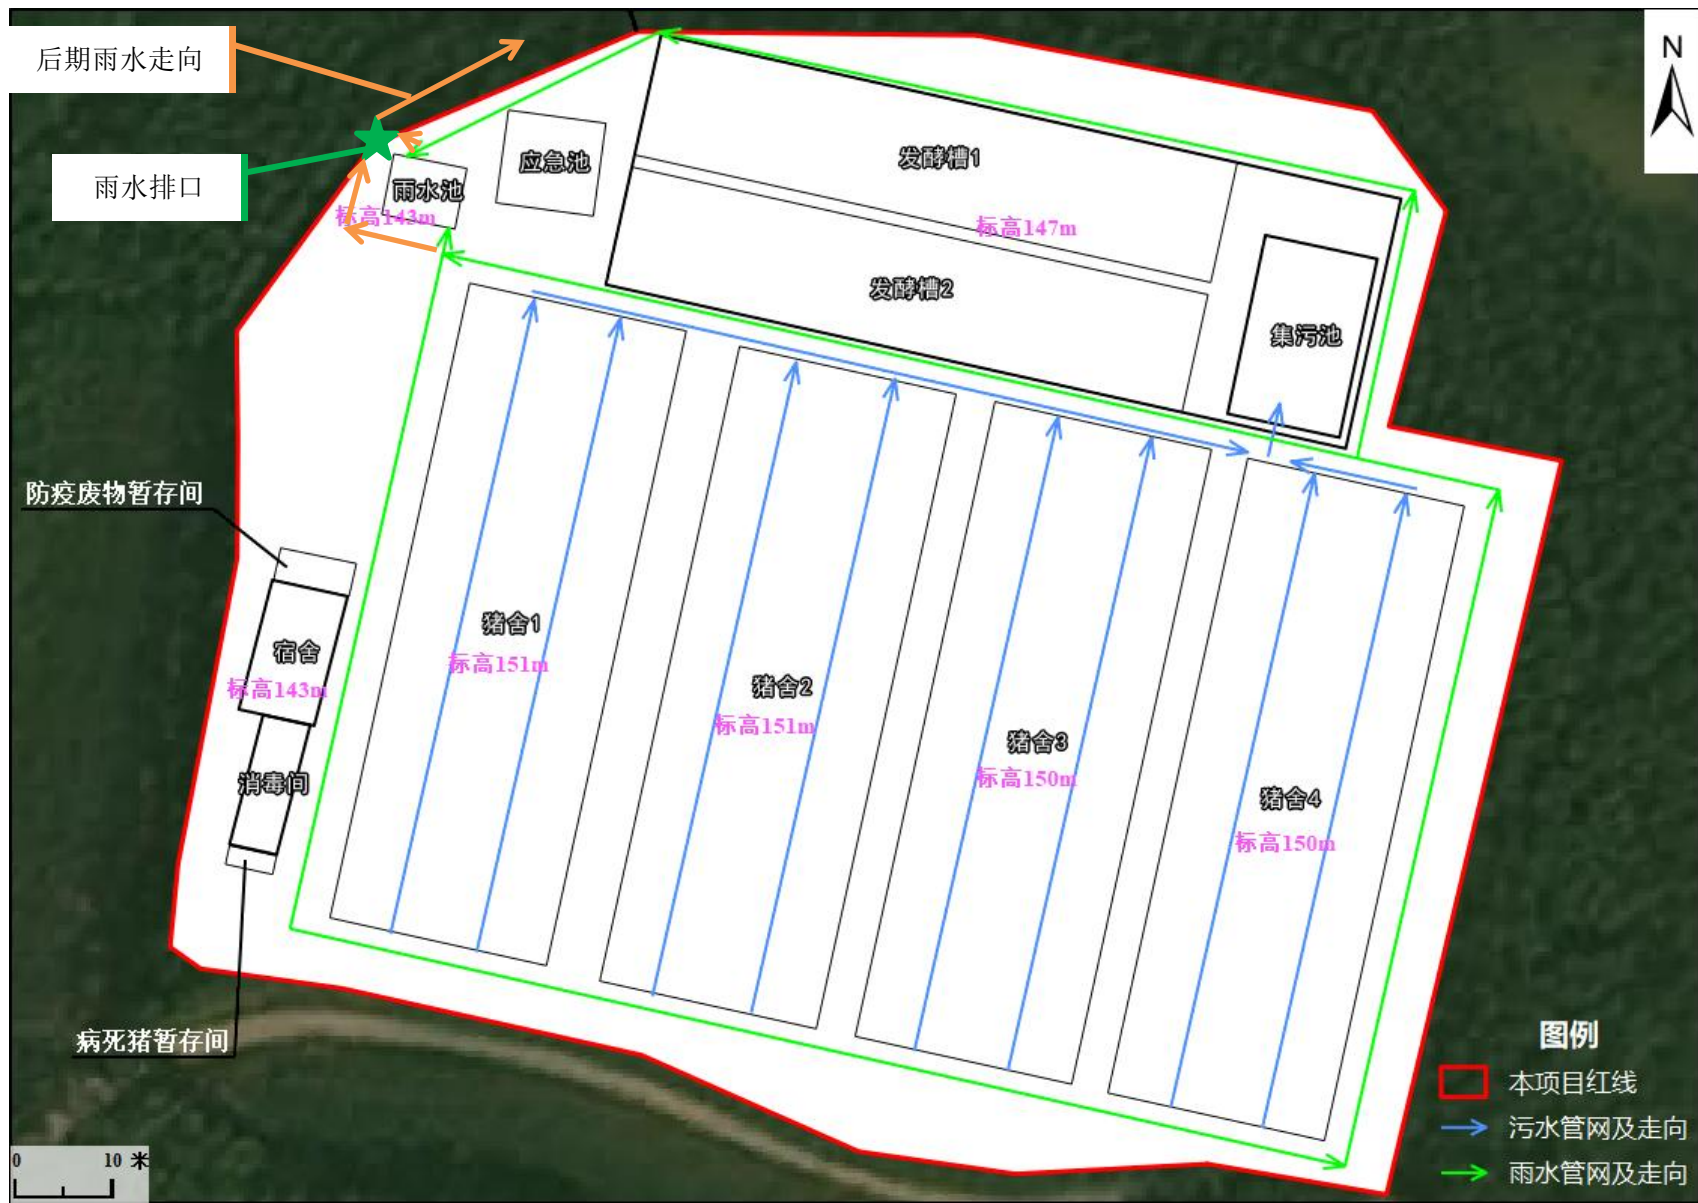 后期雨水走向
N
雨水排口
应急池
发酵槽1
雨水池
标高143m
标高147m
发酵槽2
集污池
防疫废物暂存间
猪舍1
宿舍
标高151m
标高143m
猪舍2
标高151m
猪舍3
标高150m
消毒间
猪舍4
标高150m
病死猪暂存间
图例
本项目红线
污水管网及走向
雨水管网及走向
0 10 米